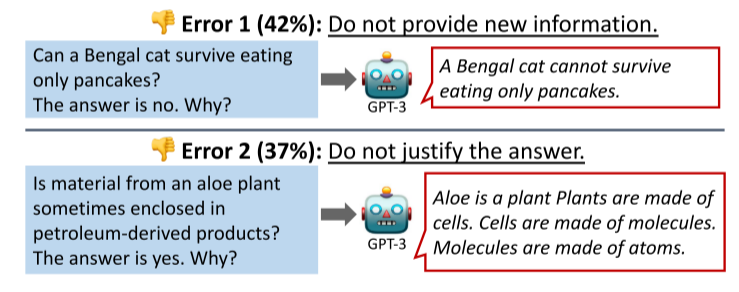 Error 1 (42%): Do not provide new information.
Can a Bengal cat survive eating
only pancakes?
The answer is no. Why?
GPT-3
A Bengal cat cannot survive
eating only pancakes.
Error 2 (37%): Do not justify the answer.
Is material from an aloe plant
sometimes enclosed in
petroleum-derived products?
The answer is yes. Why?
GPT-3
Aloe is a plant Plants are made of
cells. Cells are made of molecules.
Molecules are made of atoms.